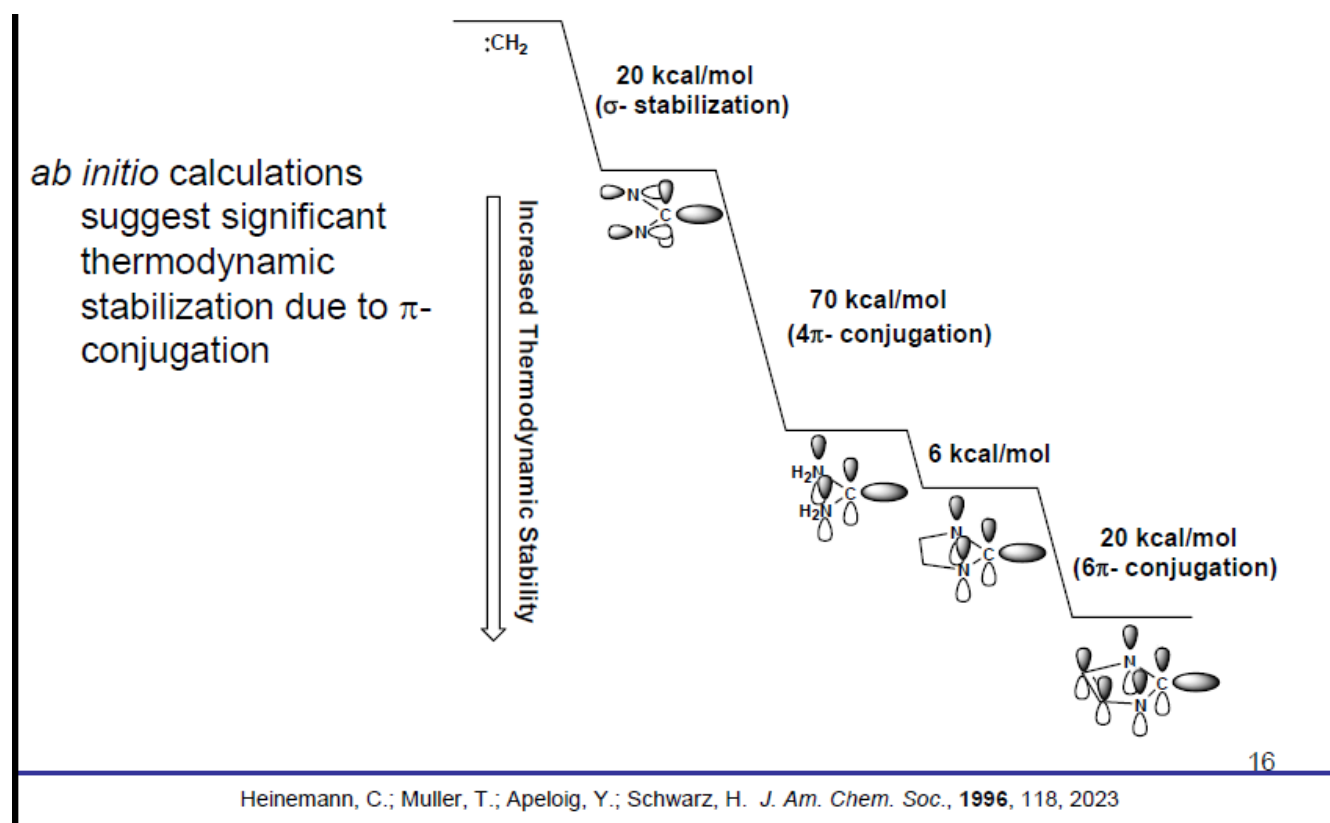 :CH2
20 kcal/mol
(σ- stabilization)
ab initio calculations
suggest significant
thermodynamic
stabilization due to π-
conjugation
Increased Thermodynamic Stability
N
C
N
70 kcal/mol
(4π- conjugation)
H2N
C
H2N
6 kcal/mol
N
C
N
20 kcal/mol
(6π- conjugation)
N
C
N
16
Heinemann, C.; Muller, T.; Apeloig, Y.; Schwarz, H. J. Am. Chem. Soc., 1996, 118, 2023